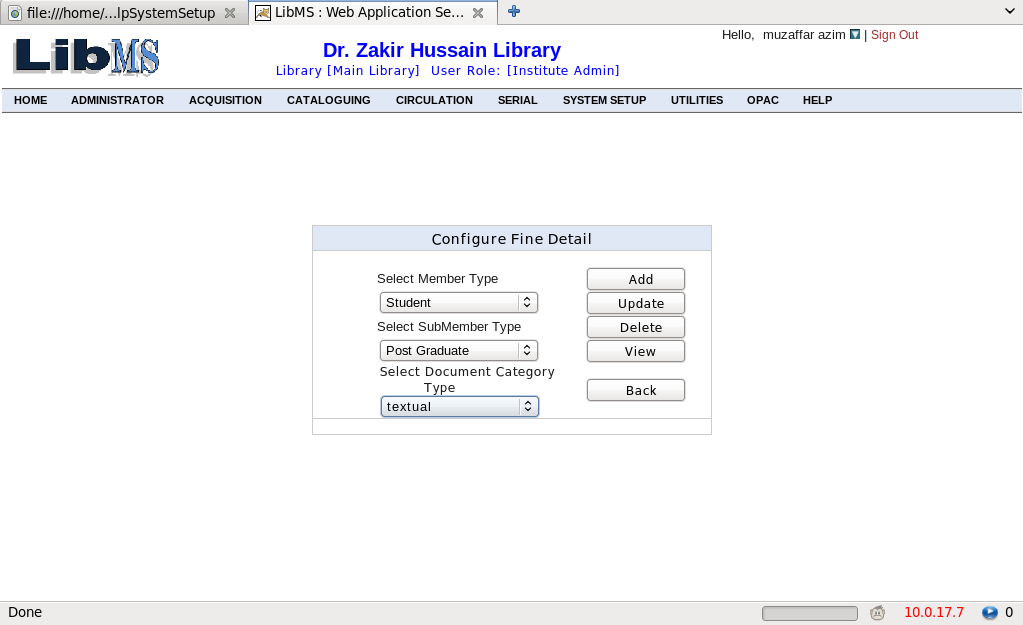 file:///home/...lpSystemSetup
LibMS : Web Application Se...
LibMS
Dr. Zakir Hussain Library
Library [Main Library] User Role: [Institute Admin]
Hello, muzaffar azim | Sign Out
HOME ADMINISTRATOR ACQUISITION CATALOGUING CIRCULATION SERIAL SYSTEM SETUP UTILITIES OPAC HELP
Configure Fine Detail
Select Member Type
Student
Select SubMember Type
Post Graduate
Select Document Category
Type
textual
Add
Update
Delete
View
Back
Done
10.0.17.7
0